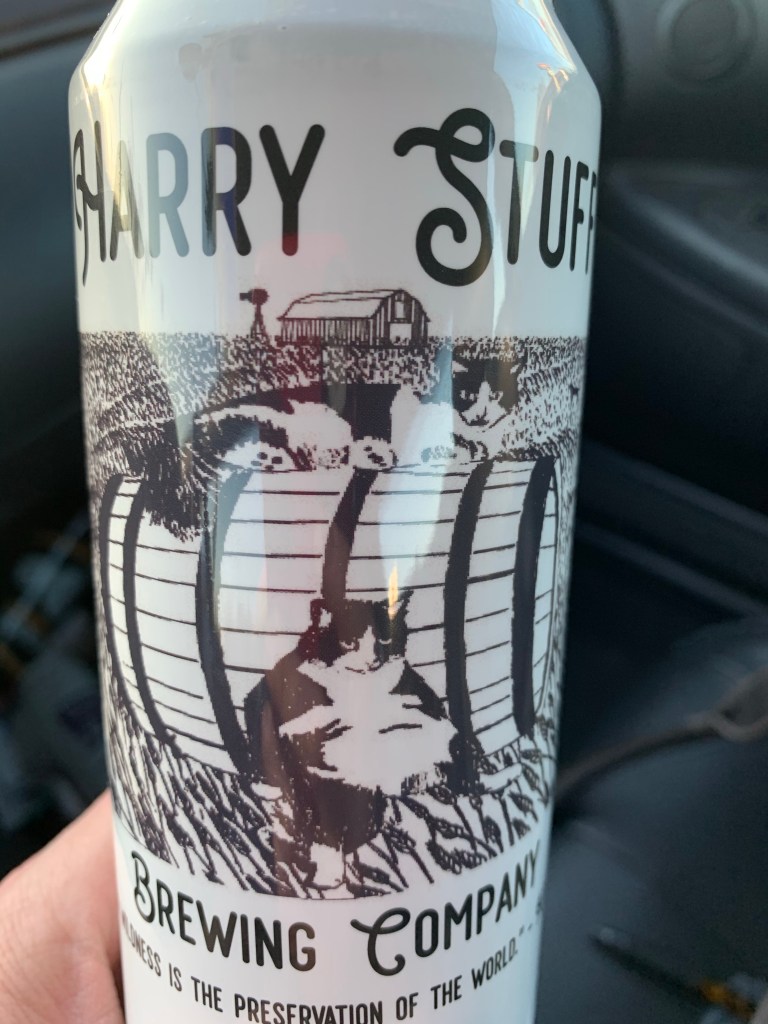 HARRY STUFF
BREWING COMPANY
IS THE PRESERVATION OF THE WORLD." -